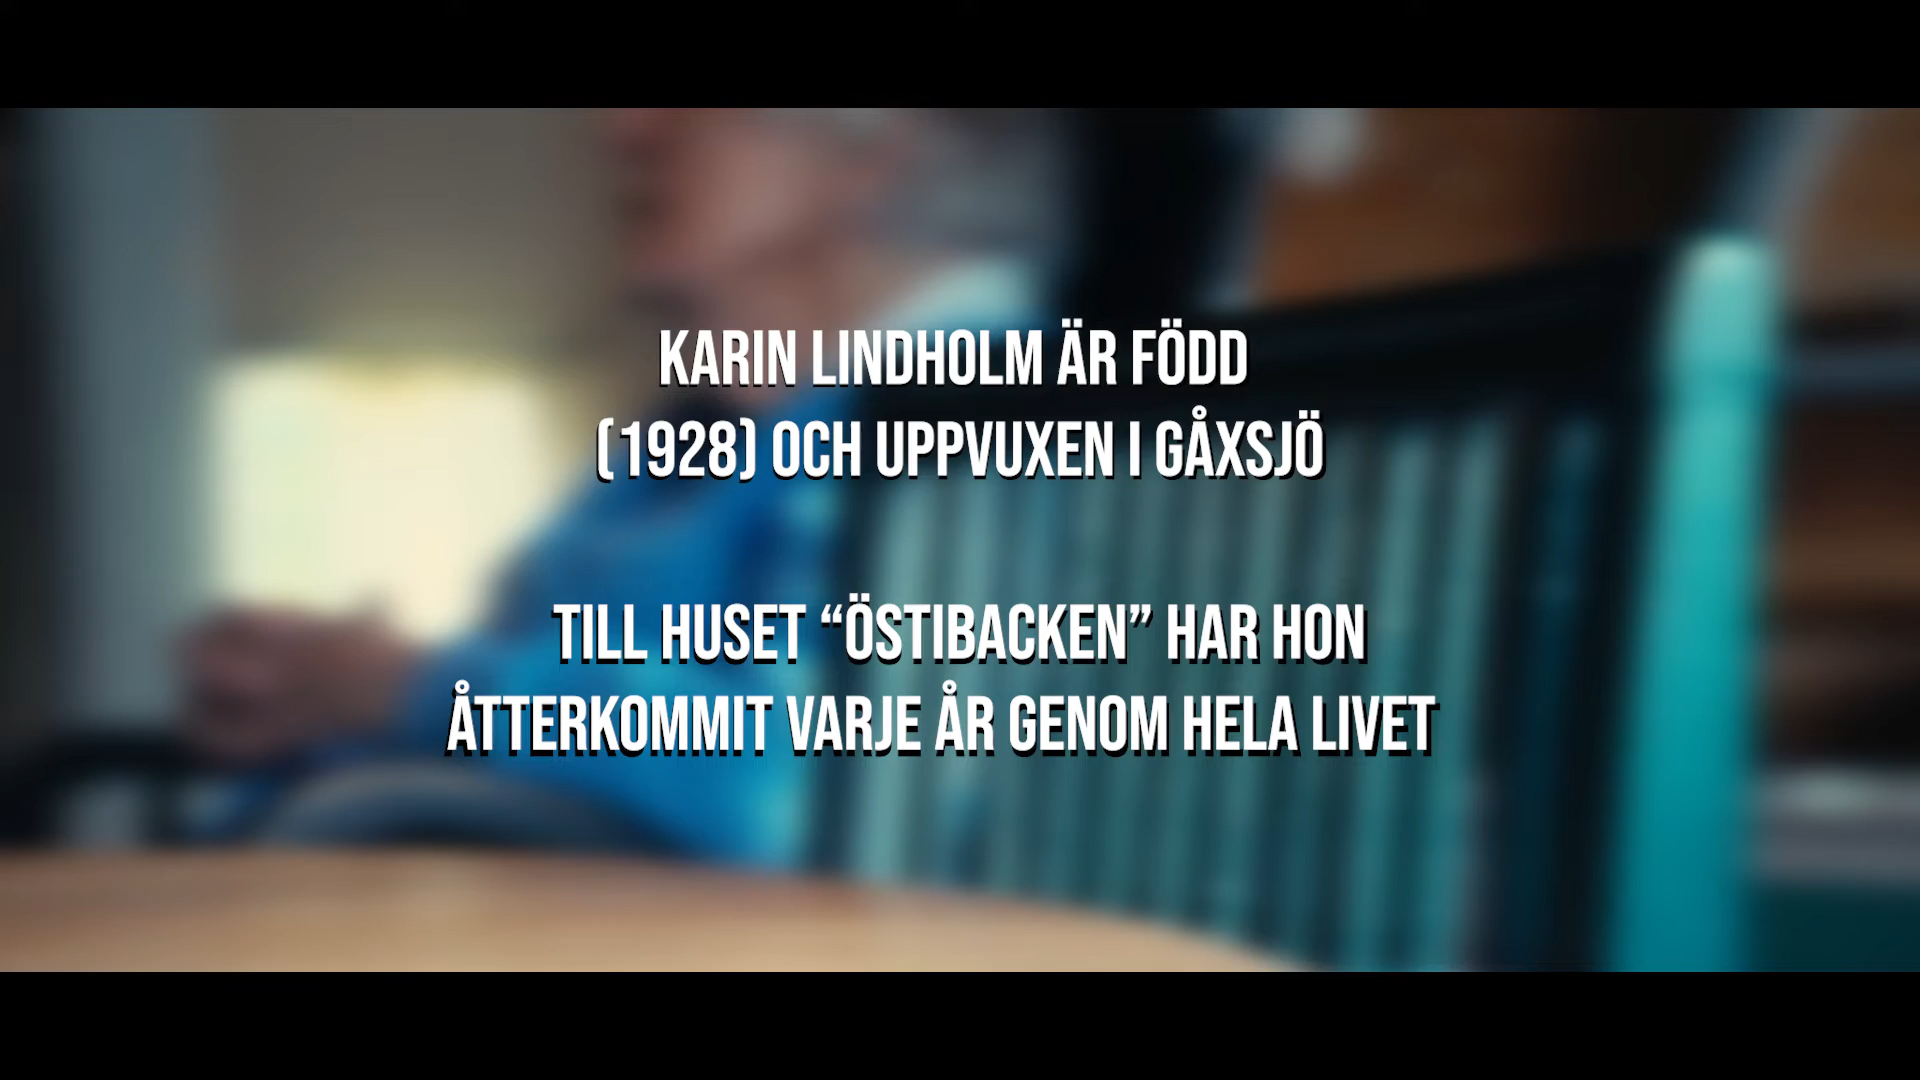 KARIN LINDHOLM ÄR FÖDD
(1928) OCH UPPVUXEN I GÅXSJÖ
TILL HUSET “ÖSTIBACKEN” HAR HON
ÅTTERKOMMIT VARJE ÅR GENOM HELA LIVET